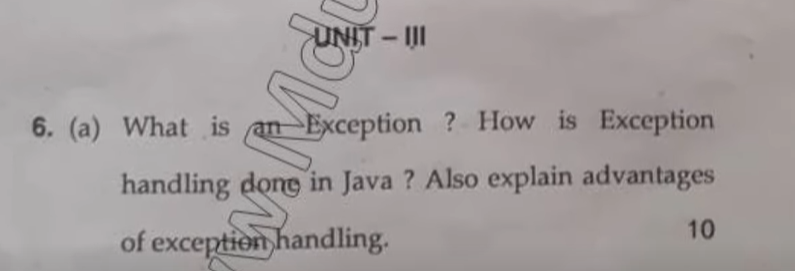 UNIT – III
6. (a) What is an Exception ? How is Exception
handling done in Java ? Also explain advantages
of exception handling. 10